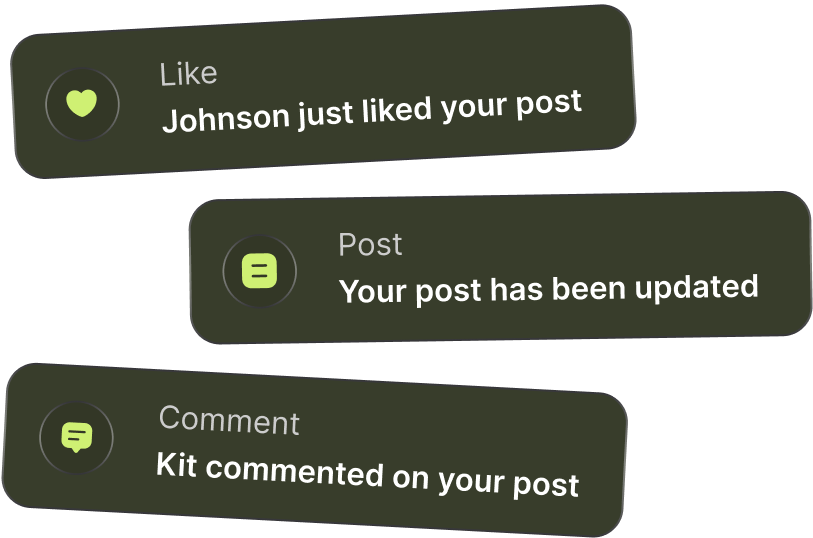 Like
Johnson just liked your post
Post
Your post has been updated
Comment
Kit commented on your post